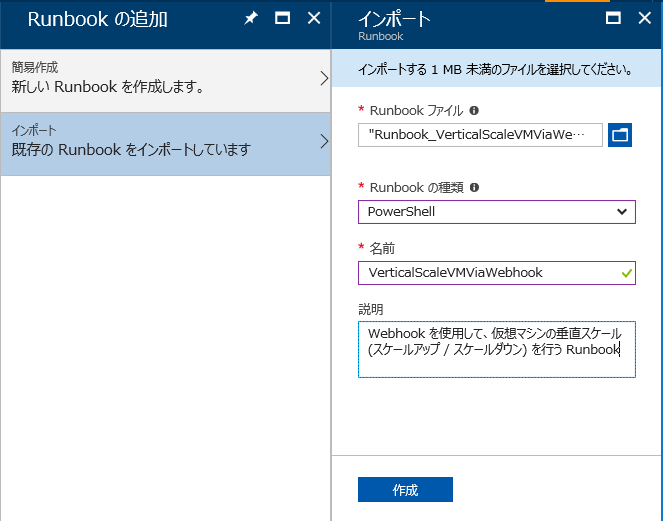 Runbook の追加
簡易作成
新しい Runbook を作成します。
インポート
既存の Runbook をインポートしています
インポート
Runbook
インポートする 1 MB 未満のファイルを選択してください。
* Runbook ファイル
"Runbook_VerticalScaleVMViaWe…
* Runbook の種類
PowerShell
* 名前
VerticalScaleVMViaWebhook
説明
Webhook を使用して、仮想マシンの垂直スケール
(スケールアップ / スケールダウン) を行う Runbook
作成